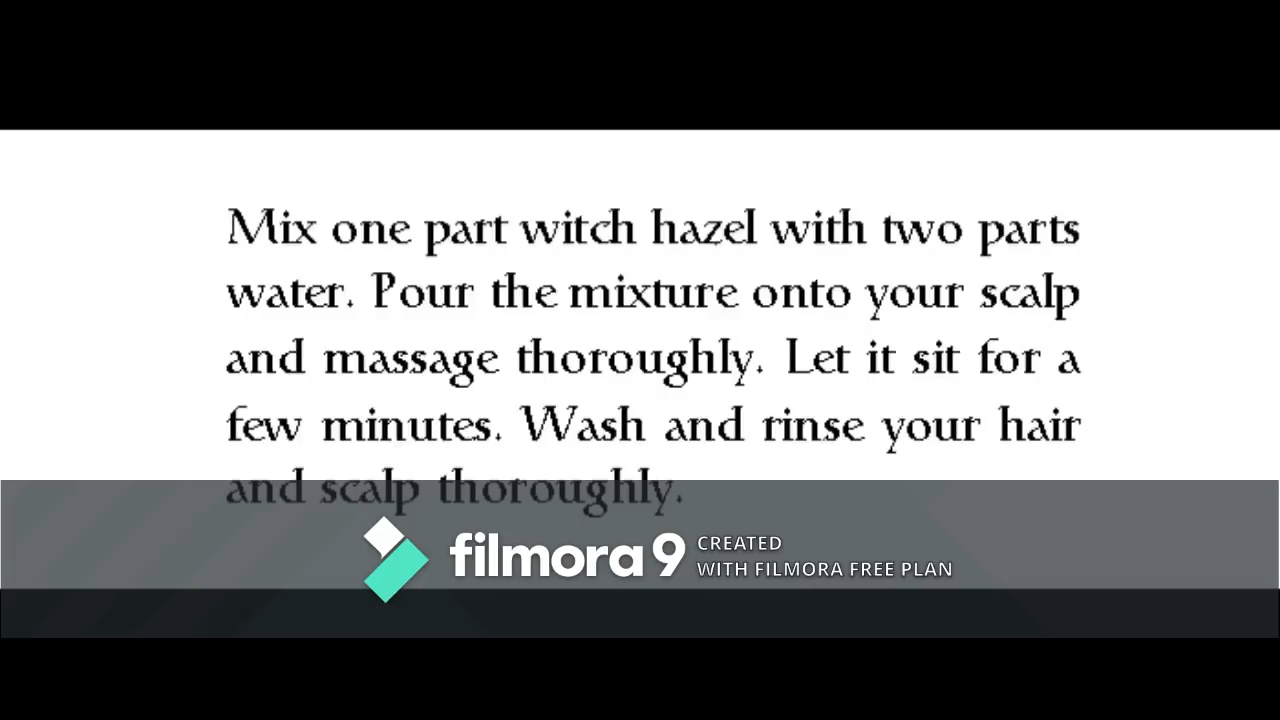 Mix one part witch hazel with two parts
water. Pour the mixture onto your scalp
and massage thoroughly. Let it sit for a
few minutes. Wash and rinse your hair
and scalp thoroughly.
filmora9
CREATED
WITH FILMORA FREE PLAN